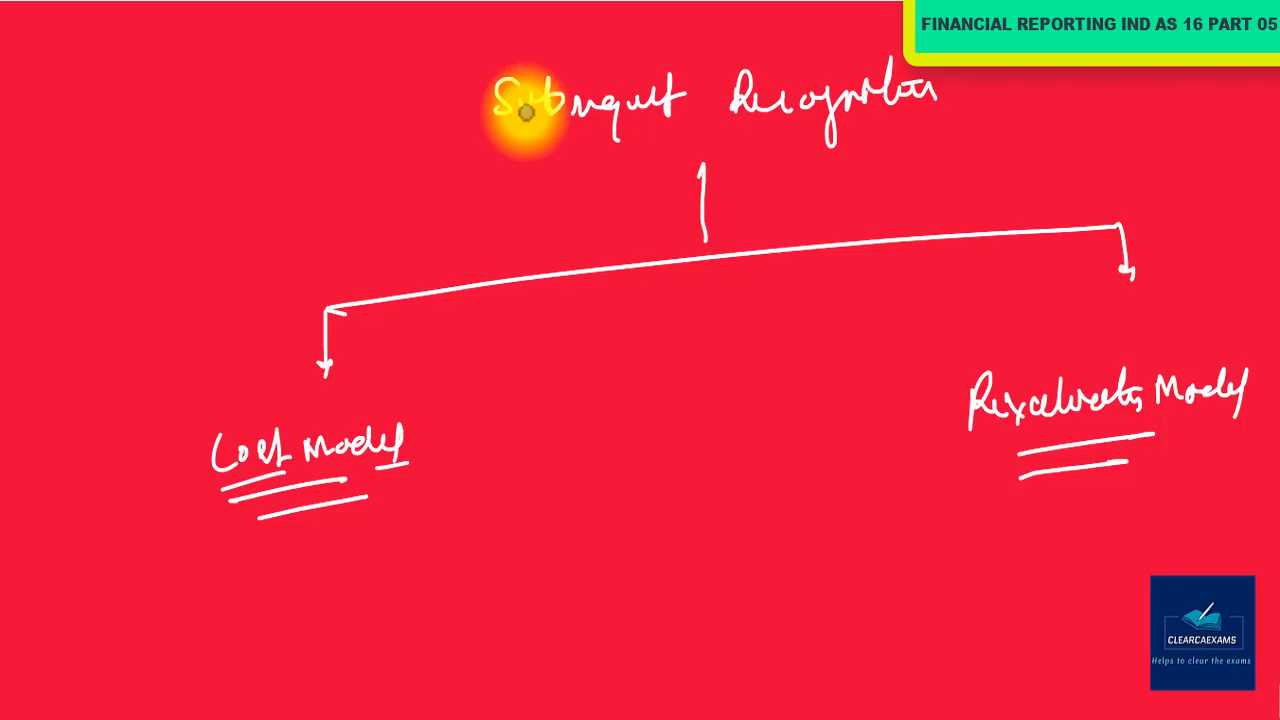 FINANCIAL REPORTING IND AS 16 PART 05
Subsequent Recognition
Cost Model
Revaluation Model
CLEARCAEXAMS
Helps to clear the exams